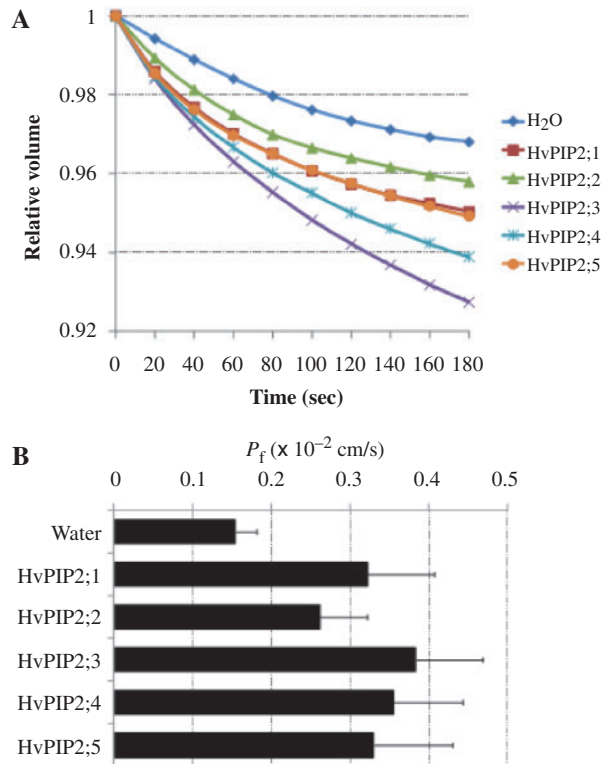 A
1
0.98
0.96
0.94
0.92
Relative volume
0 20 40 60 80 100 120 140 160 180
Time (sec)
H₂O
HvPIP2;1
HvPIP2;2
HvPIP2;3
HvPIP2;4
HvPIP2;5
B
Pf (x 10⁻² cm/s)
0 0.1 0.2 0.3 0.4 0.5
Water
HvPIP2;1
HvPIP2;2
HvPIP2;3
HvPIP2;4
HvPIP2;5